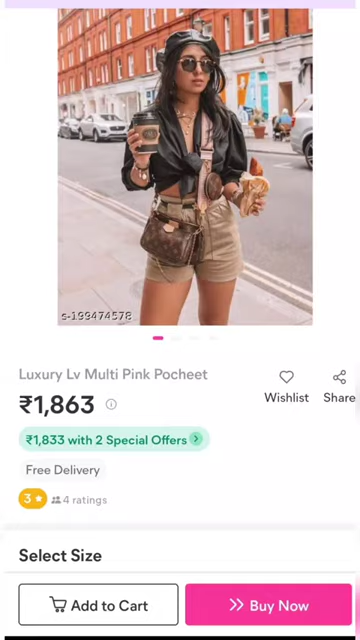 s-199474578
Luxury Lv Multi Pink Pocheet
₹1,863
Wishlist
Share
₹1,833 with 2 Special Offers
Free Delivery
3 ★
4 ratings
Select Size
Add to Cart
Buy Now